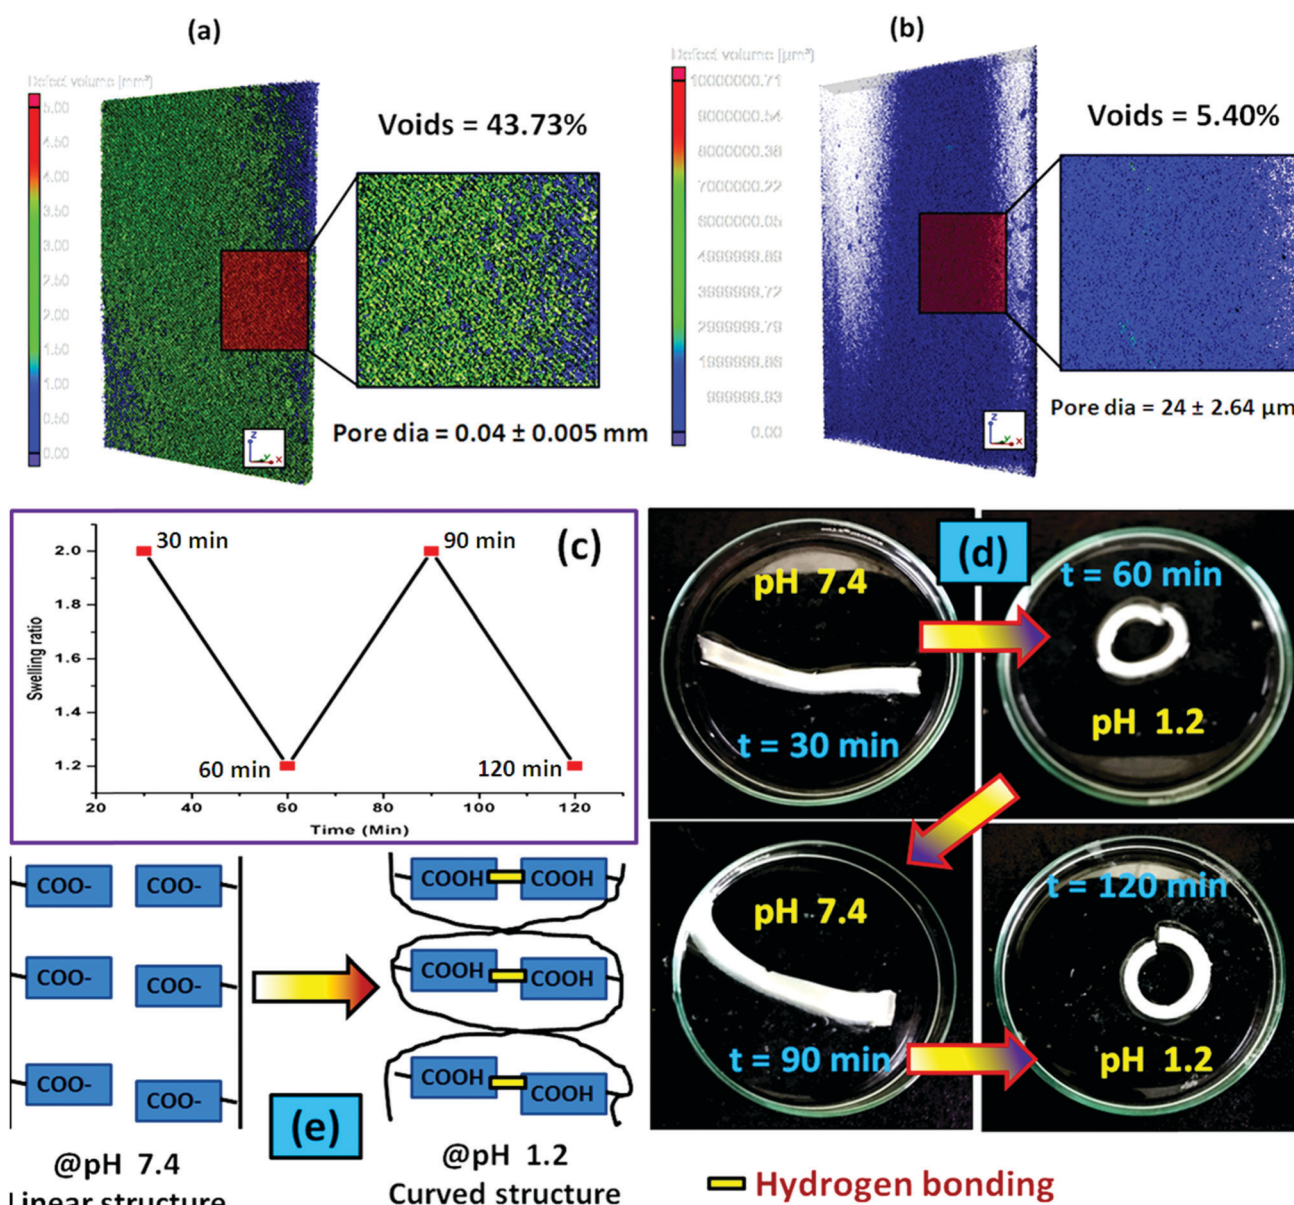 (a)
Defect volume [mm³]
5.00
4.50
4.00
3.50
3.00
2.50
2.00
1.50
1.00
0.50
0.00
Voids = 43.73%
Pore dia = 0.04 ± 0.005 mm
Z
Y
X
(b)
Defect volume [µm³]
10000000.71
9000000.54
8000000.38
7000000.22
6000000.05
4999999.89
3999999.72
2999999.79
1999999.86
999999.93
0.00
Voids = 5.40%
Pore dia = 24 ± 2.64 µm
Z
Y
X
(c)
Swelling ratio
2.0
1.8
1.6
1.4
1.2
30 min
90 min
60 min
120 min
20 40 60 80 100 120
Time (Min)
(d)
pH 7.4
t = 30 min
t = 60 min
pH 1.2
pH 7.4
t = 90 min
t = 120 min
pH 1.2
COO- COO-
COO- COO-
COO- COO-
COOH COOH
COOH COOH
COOH COOH
(e)
@pH 7.4
Linear structure
@pH 1.2
Curved structure
Hydrogen bonding